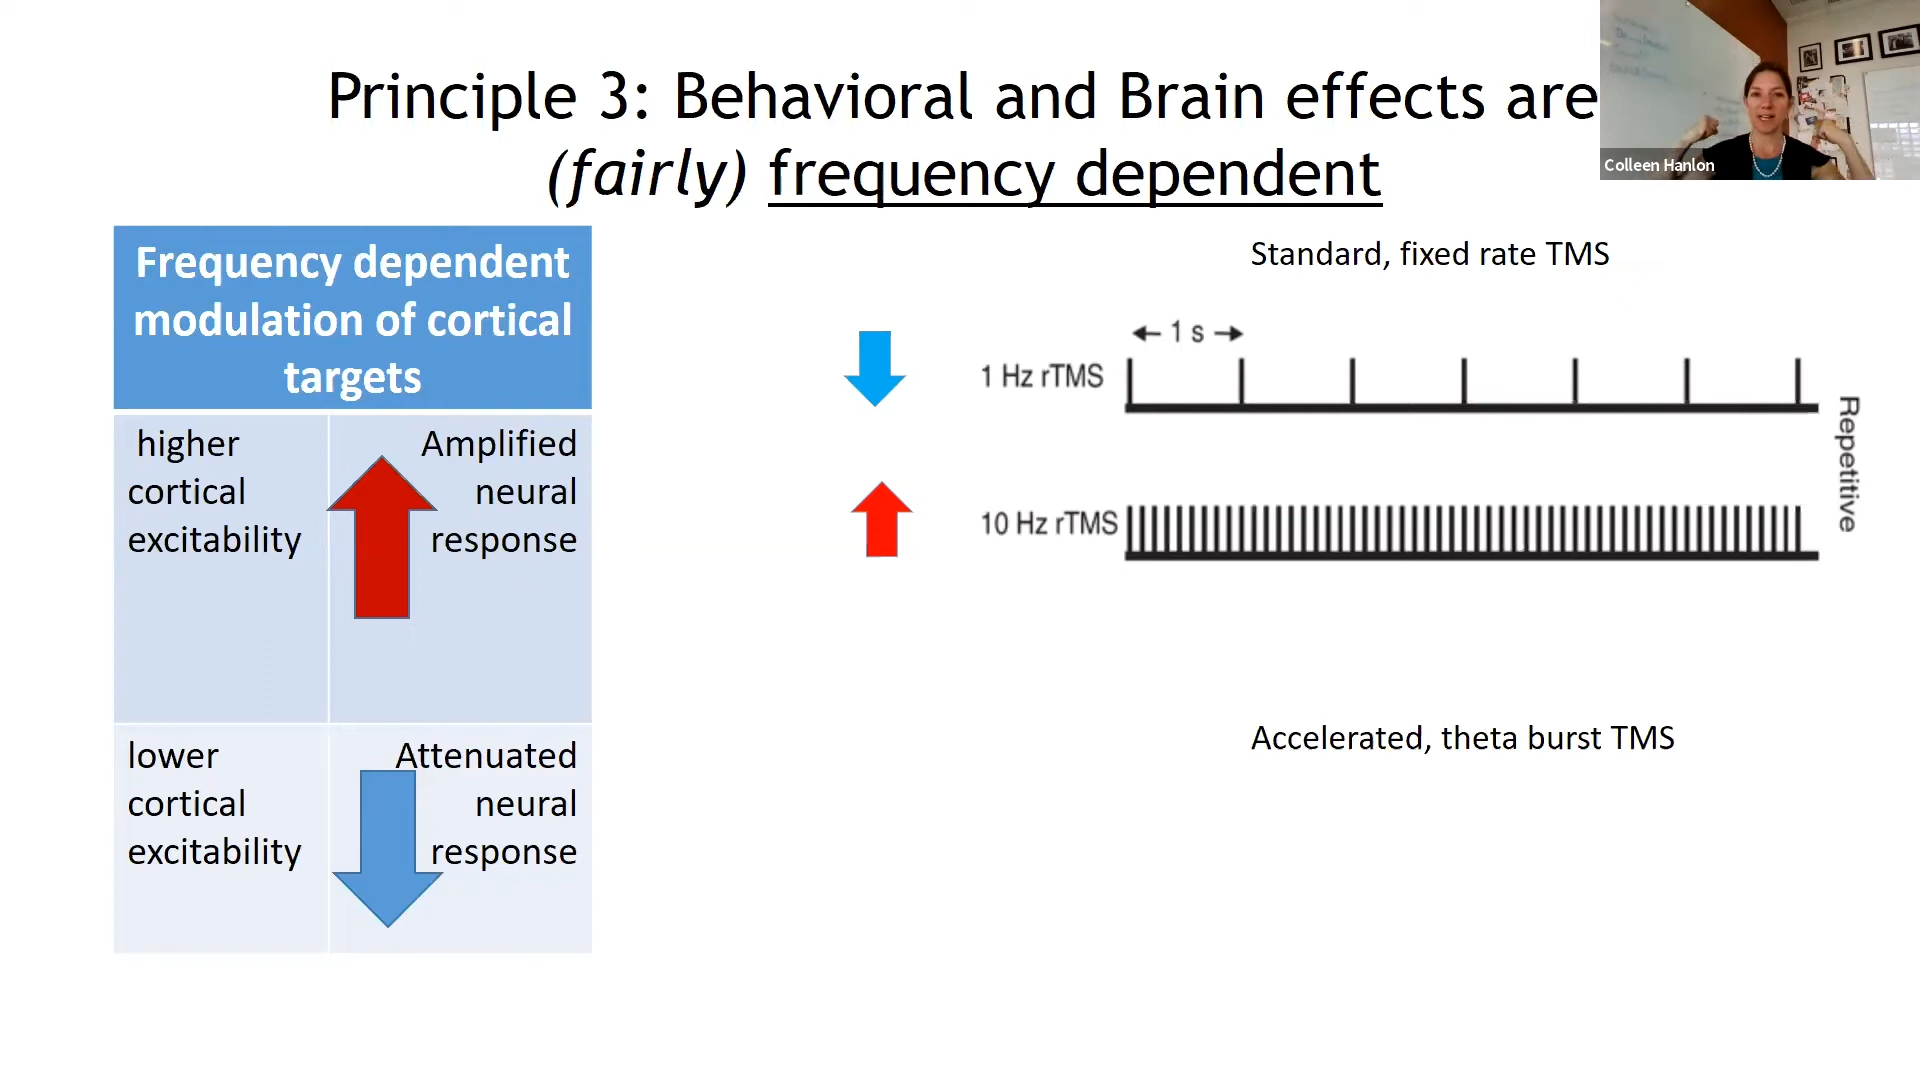 Principle 3: Behavioral and Brain effects are
(fairly) frequency dependent
Colleen Hanlon
Frequency dependent
modulation of cortical
targets
higher
cortical
excitability
Amplified
neural
response
lower
cortical
excitability
Attenuated
neural
response
Standard, fixed rate TMS
1 s
1 Hz rTMS
10 Hz rTMS
Repetitive
Accelerated, theta burst TMS